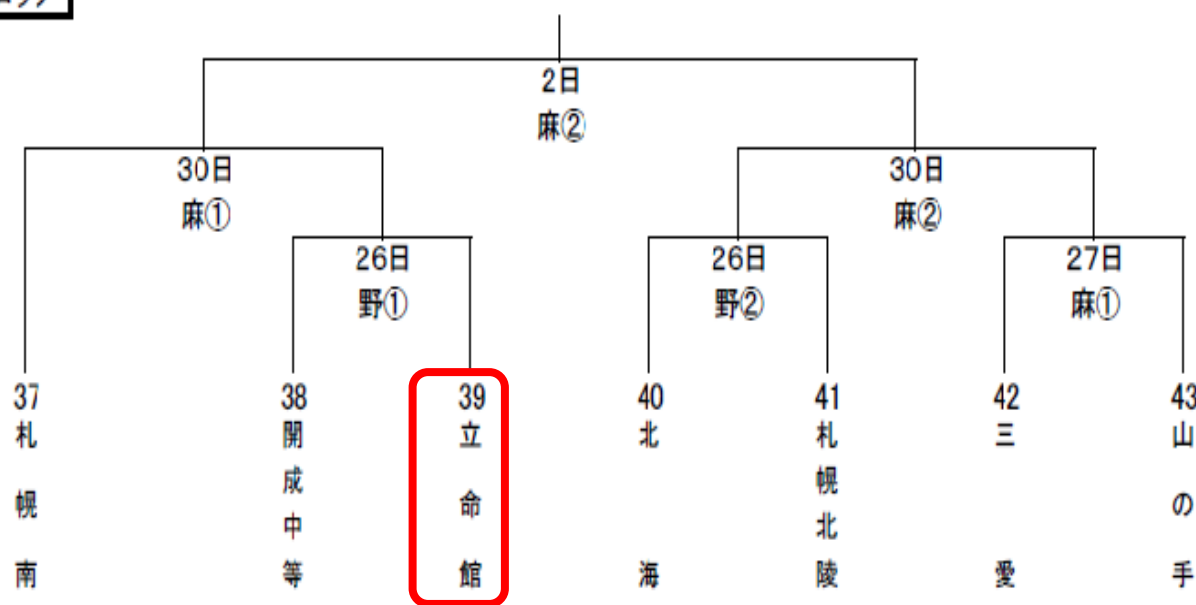 2日
麻②
30日
麻①
30日
麻②
26日
野①
26日
野②
27日
麻①
37
札幌南
38
開成中等
39
立命館
40
北海
41
札幌北陵
42
三愛
43
山の手